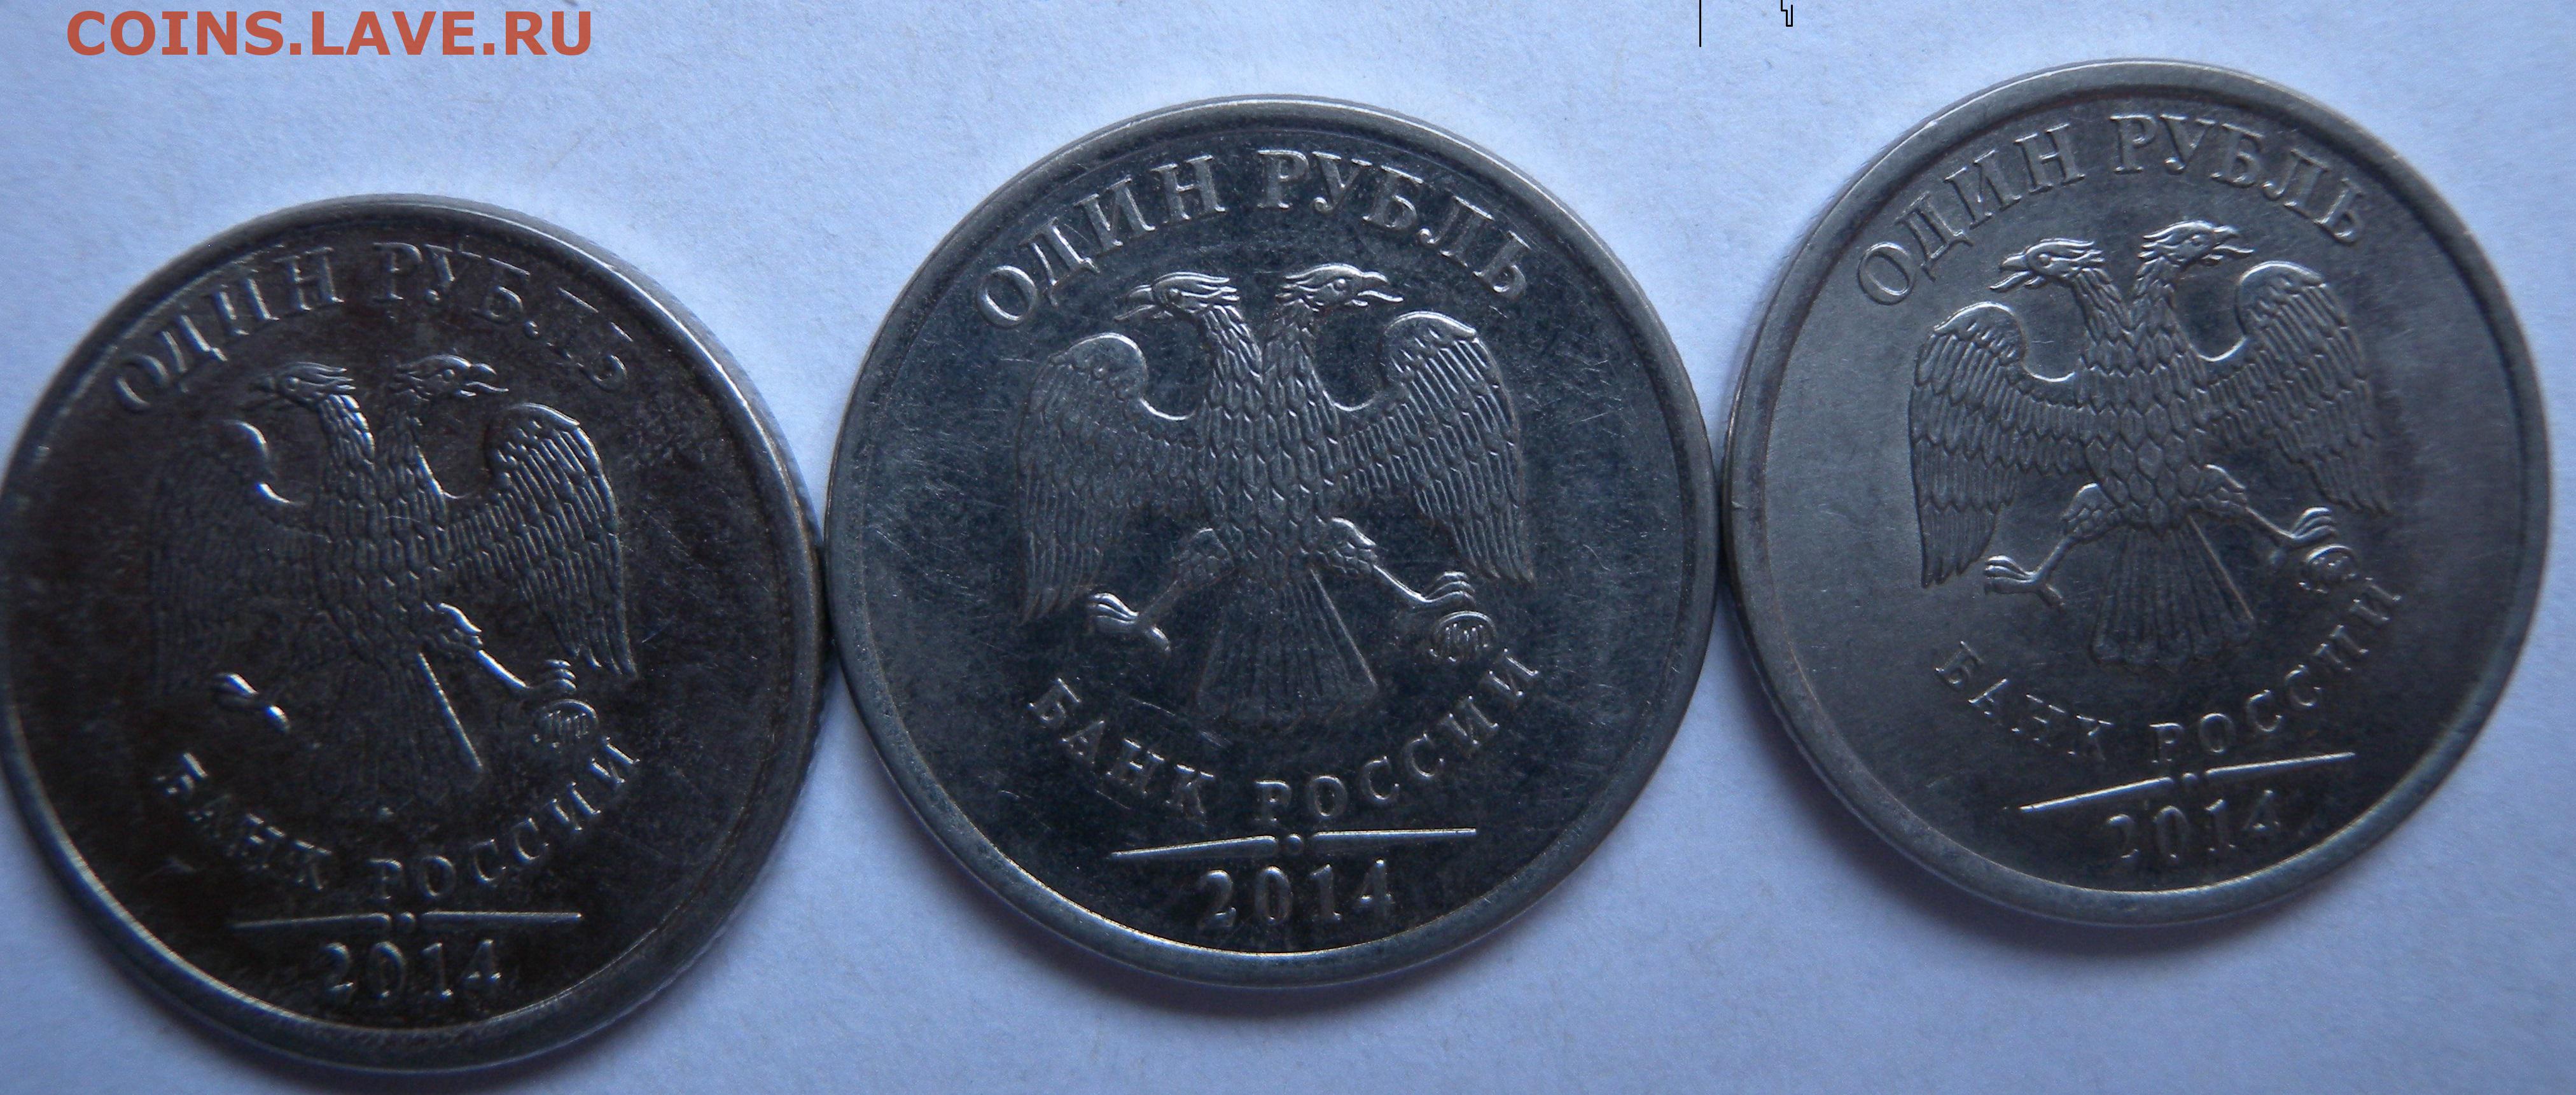 COINS.LAVE.RU
ОДИН РУБЛЬ
БАНК РОССИИ
2014
ОДИН РУБЛЬ
БАНК РОССИИ
2014
ОДИН РУБЛЬ
БАНК РОССИИ
2014